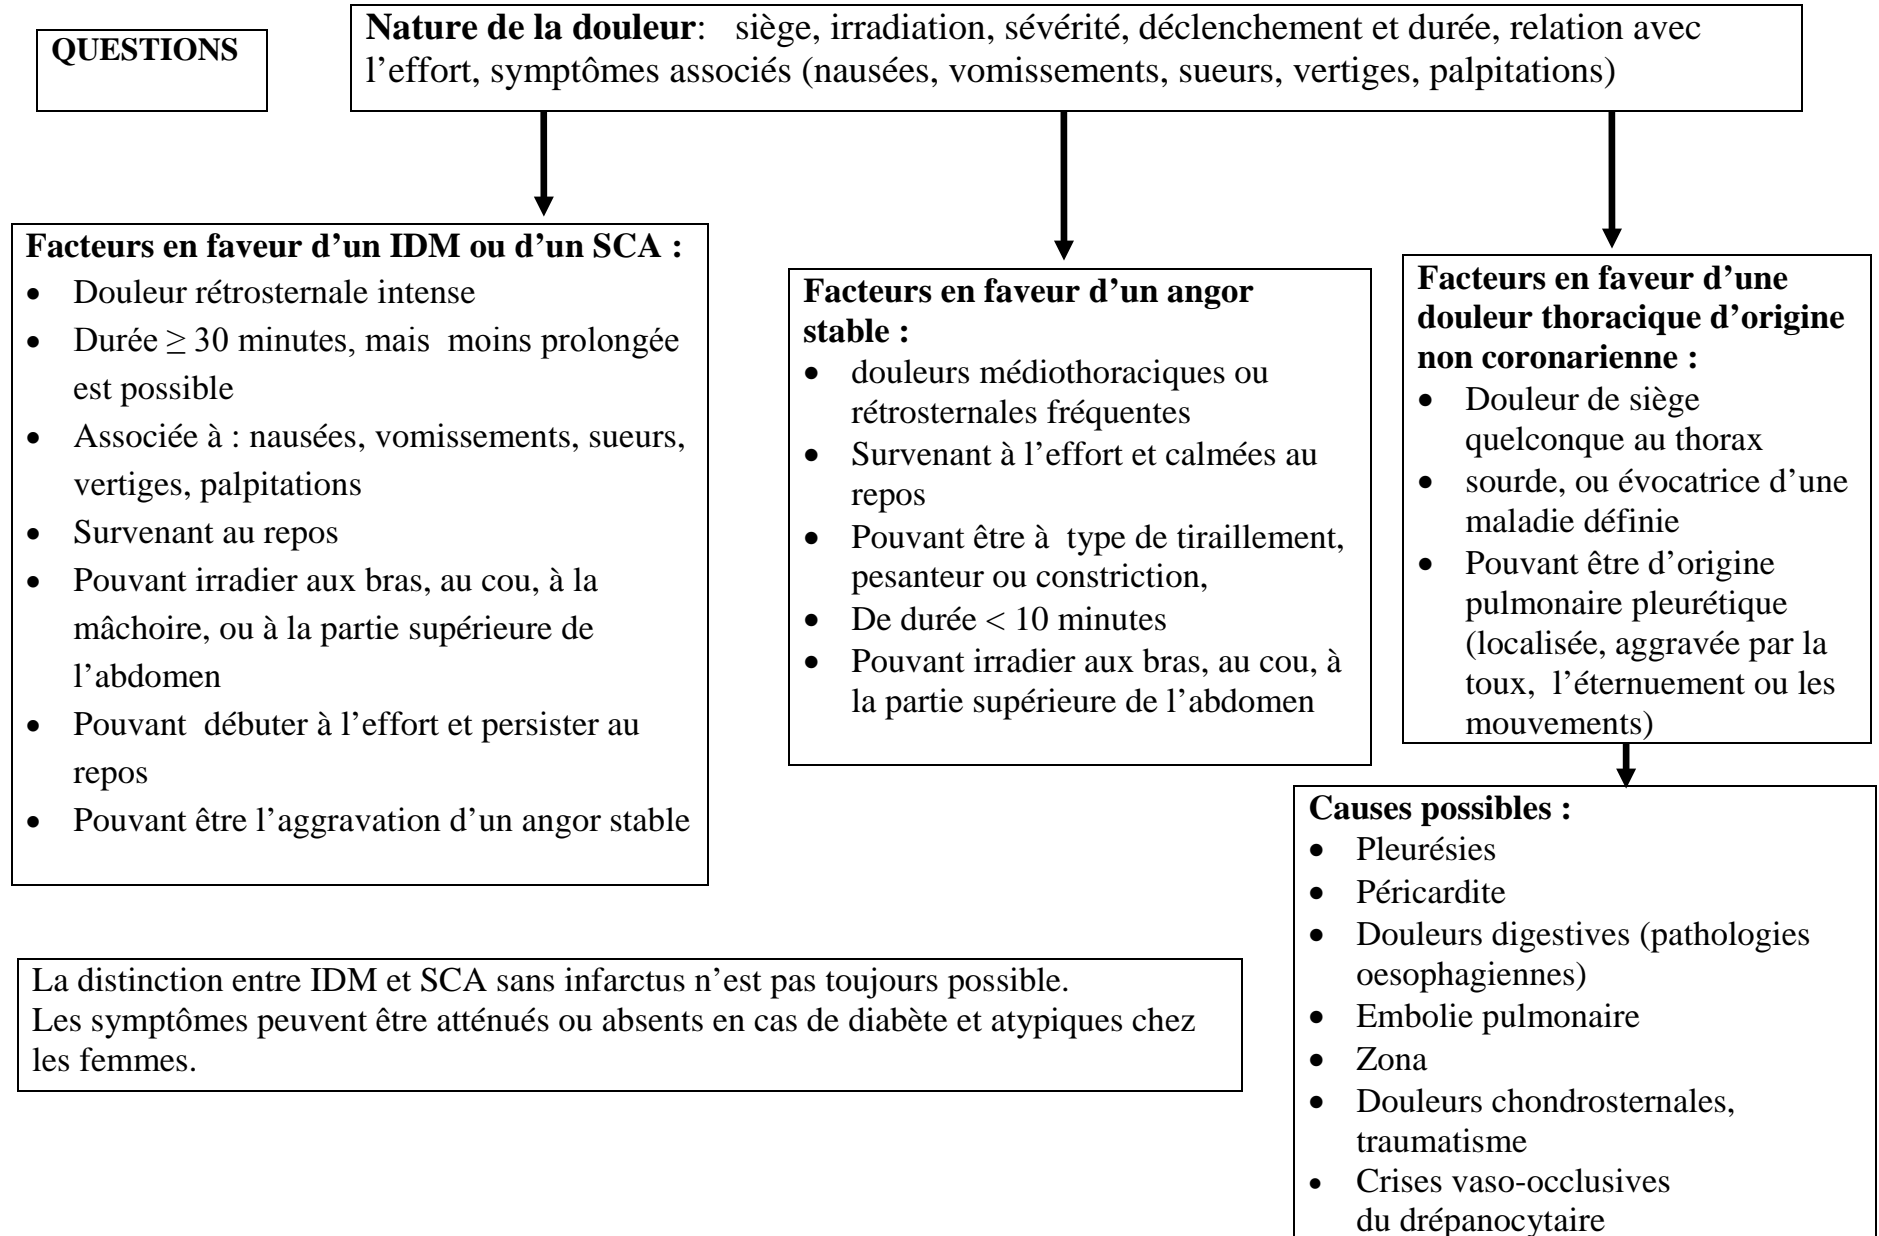 QUESTIONS
Nature de la douleur:   siège, irradiation, sévérité, déclenchement et durée, relation avec
l’effort, symptômes associés (nausées, vomissements, sueurs, vertiges, palpitations)
Facteurs en faveur d’un IDM ou d’un SCA :
• Douleur rétrosternale intense
• Durée ≥ 30 minutes, mais  moins prolongée
est possible
• Associée à : nausées, vomissements, sueurs,
vertiges, palpitations
• Survenant au repos
• Pouvant irradier aux bras, au cou, à la
mâchoire, ou à la partie supérieure de
l’abdomen
• Pouvant  débuter à l’effort et persister au
repos
• Pouvant être l’aggravation d’un angor stable
Facteurs en faveur d’un angor
stable :
• douleurs médiothoraciques ou
rétrosternales fréquentes
• Survenant à l’effort et calmées au
repos
• Pouvant être à  type de tiraillement,
pesanteur ou constriction,
• De durée < 10 minutes
• Pouvant irradier aux bras, au cou, à
la partie supérieure de l’abdomen
Facteurs en faveur d’une
douleur thoracique d’origine
non coronarienne :
• Douleur de siège
quelconque au thorax
• sourde, ou évocatrice d’une
maladie définie
• Pouvant être d’origine
pulmonaire pleurétique
(localisée, aggravée par la
toux,  l’éternuement ou les
mouvements)
Causes possibles :
• Pleurésies
• Péricardite
• Douleurs digestives (pathologies
oesophagiennes)
• Embolie pulmonaire
• Zona
• Douleurs chondrosternales,
traumatisme
• Crises vaso-occlusives
du drépanocytaire
La distinction entre IDM et SCA sans infarctus n’est pas toujours possible.
Les symptômes peuvent être atténués ou absents en cas de diabète et atypiques chez
les femmes.